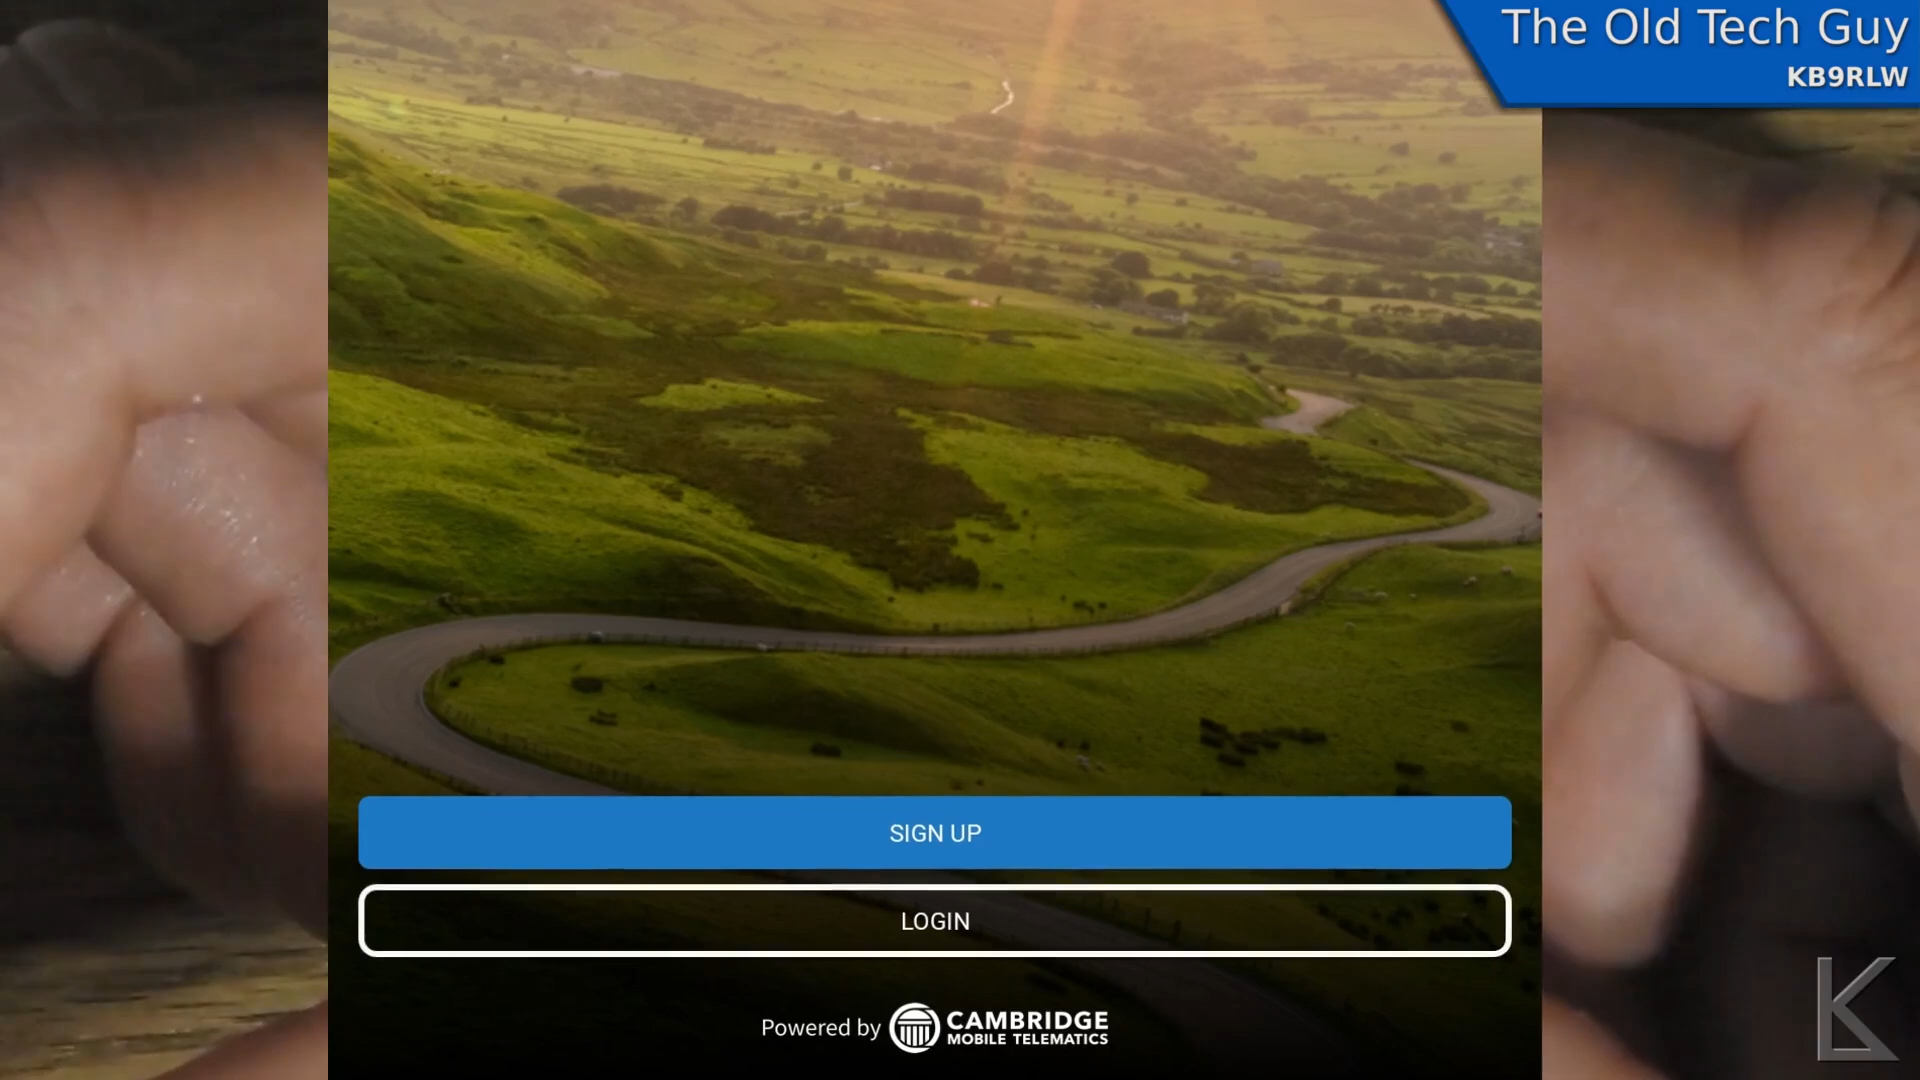 The Old Tech Guy
KB9RLW
SIGN UP
LOGIN
Powered by CAMBRIDGE
MOBILE TELEMATICS
K